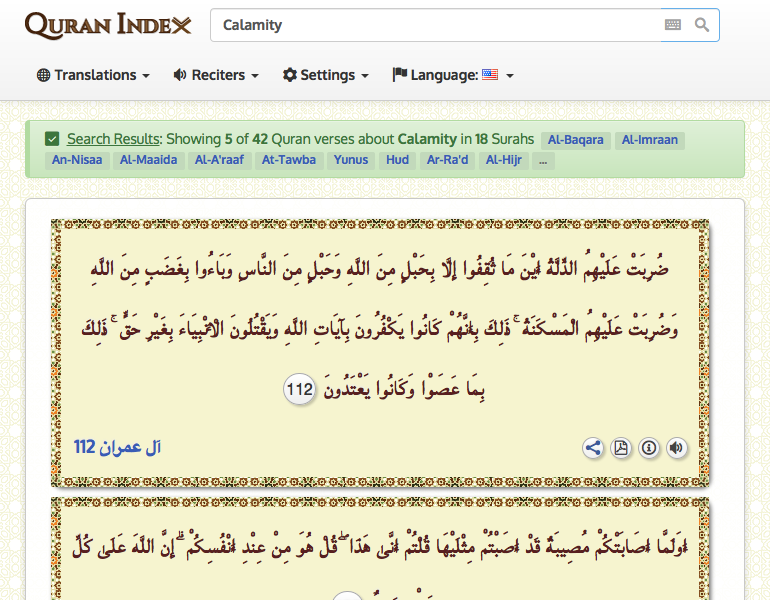 QURAN INDEX
Calamity
Translations Reciters Settings Language:
Search Results: Showing 5 of 42 Quran verses about Calamity in 18 Surahs Al-Baqara Al-Imraan
An-Nisaa Al-Maaida Al-A'raaf At-Tawba Yunus Hud Ar-Ra'd Al-Hijr ...
ضُرِبَتْ عَلَيْهِمُ الذِّلَّةُ أَيْنَ مَا ثُقِفُوا إِلَّا بِحَبْلٍ مِنَ اللَّهِ وَحَبْلٍ مِنَ النَّاسِ وَبَاءُوا بِغَضَبٍ مِنَ اللَّهِ
وَضُرِبَتْ عَلَيْهِمُ الْمَسْكَنَةُ ۚ ذَلِكَ بِأَنَّهُمْ كَانُوا يَكْفُرُونَ بِآيَاتِ اللَّهِ وَيَقْتُلُونَ الْأَنْبِيَاءَ بِغَيْرِ حَقٍّ ۚ ذَلِكَ
بِمَا عَصَوْا وَكَانُوا يَعْتَدُونَ 112
آل عمران 112
أَوَلَمَّا أَصَابَتْكُمْ مُصِيبَةٌ قَدْ أَصَبْتُمْ مِثْلَيْهَا قُلْتُمْ أَنَّى هَذَا ۖ قُلْ هُوَ مِنْ عِنْدِ أَنْفُسِكُمْ ۗ إِنَّ اللَّهَ عَلَى كُلِّ